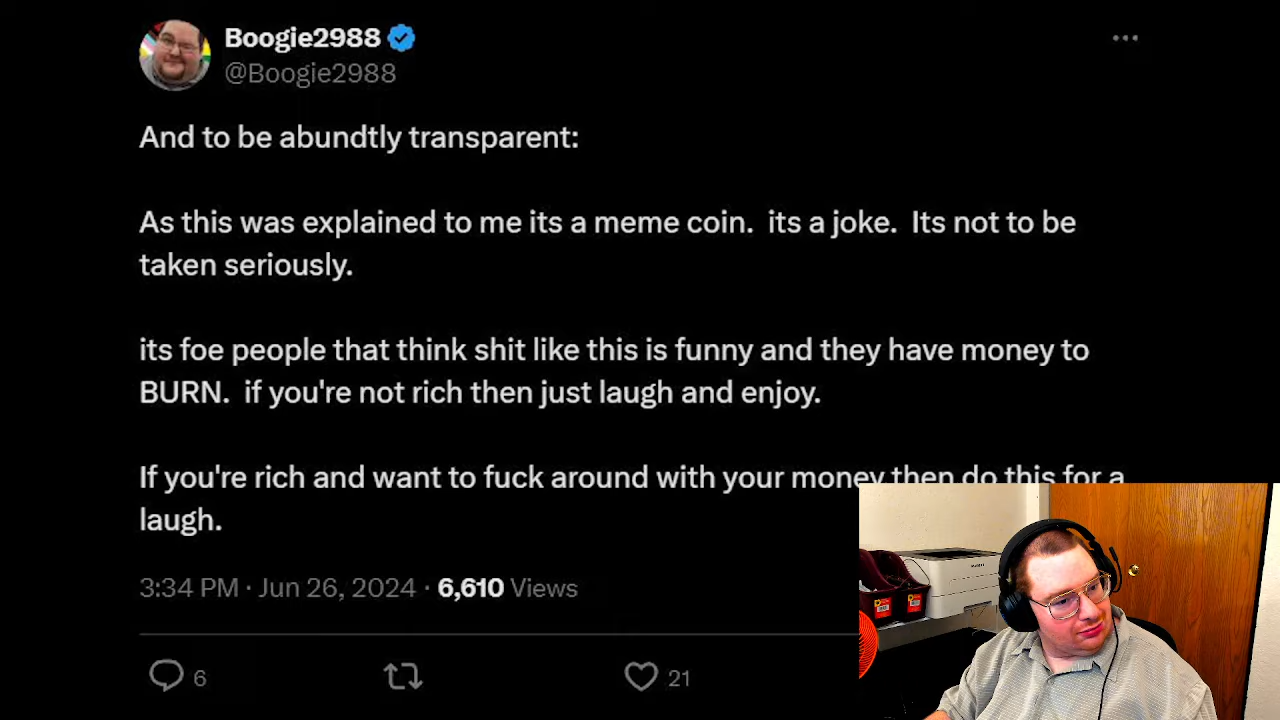 Boogie2988
@Boogie2988
And to be abundtly transparent:
As this was explained to me its a meme coin.  its a joke.  Its not to be
taken seriously.
its foe people that think shit like this is funny and they have money to
BURN.  if you're not rich then just laugh and enjoy.
If you're rich and want to fuck around with your money then do this for a
laugh.
3:34 PM · Jun 26, 2024 · 6,610 Views
6
21